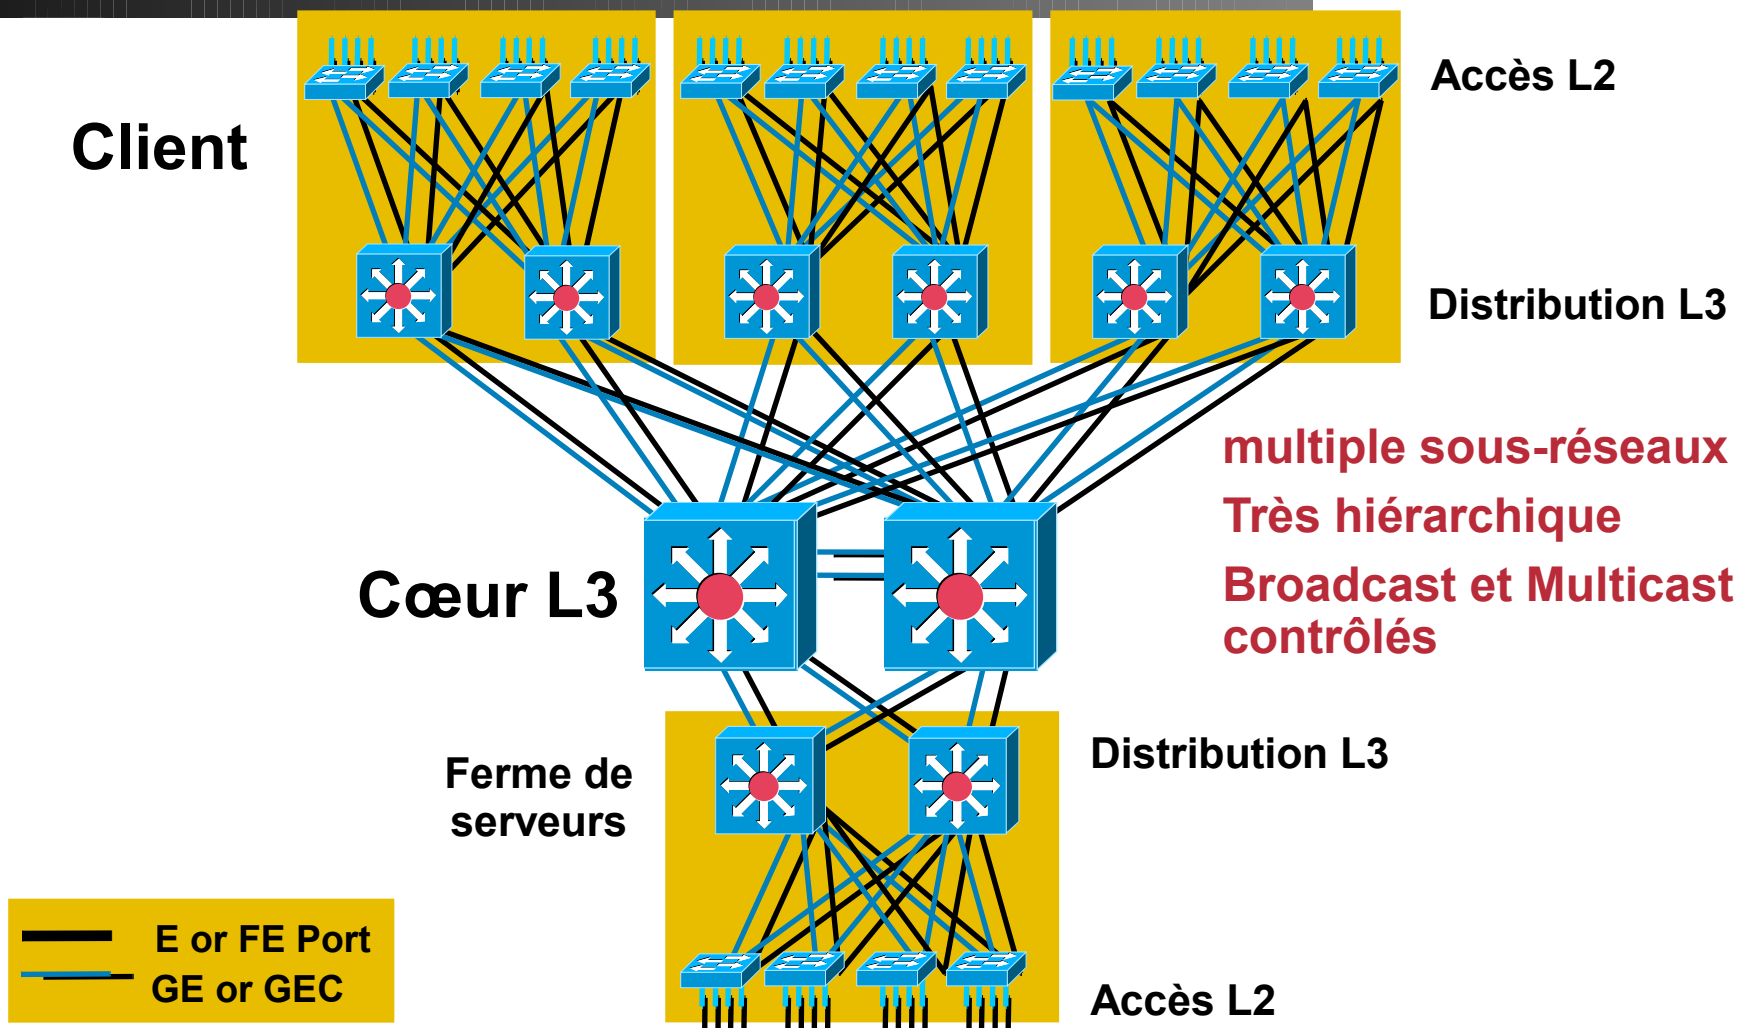 Accès L2
Client
Distribution L3
multiple sous-réseaux
Très hiérarchique
Cœur L3
Broadcast et Multicast
contrôlés
Distribution L3
Ferme de
serveurs
E or FE Port
GE or GEC
Accès L2